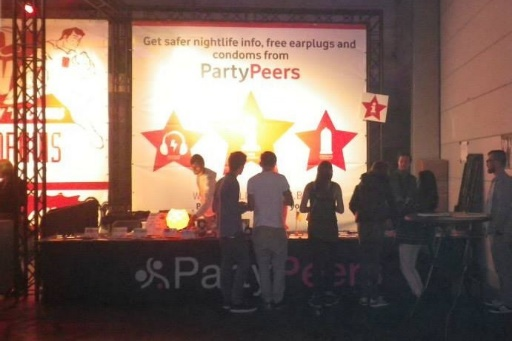 Get safer nightlife info, free earplugs and
condoms from
PartyPeers
PartyPeers